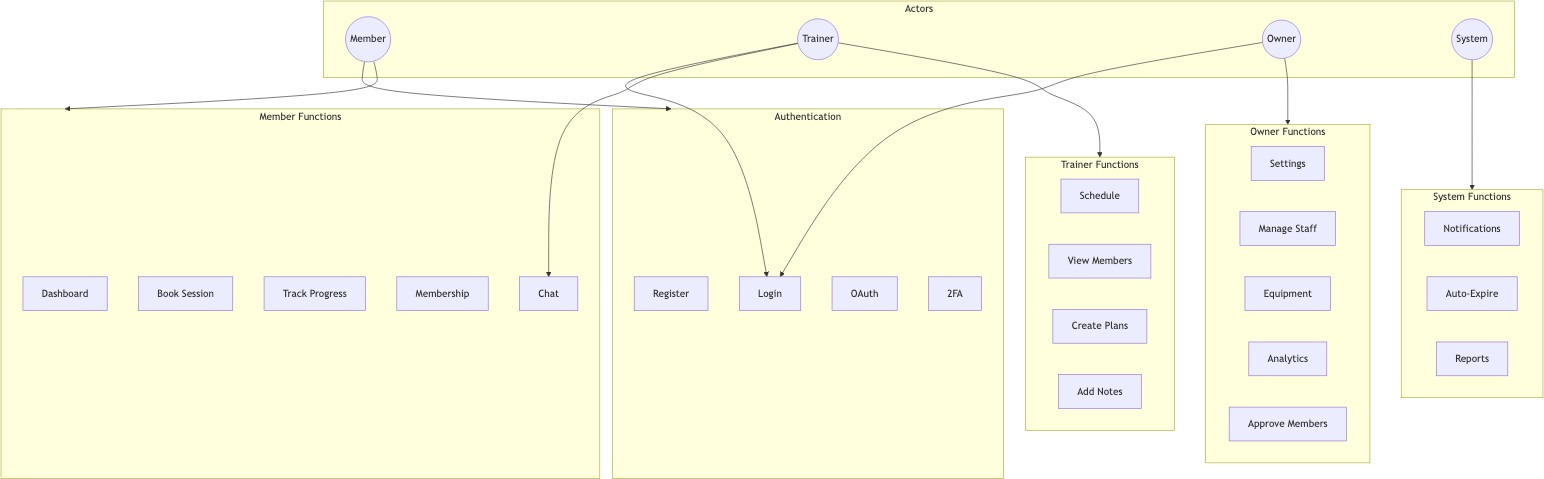 Actors
Member
Trainer
Owner
System
Member Functions
Dashboard
Book Session
Track Progress
Membership
Chat
Authentication
Register
Login
OAuth
2FA
Trainer Functions
Schedule
View Members
Create Plans
Add Notes
Owner Functions
Settings
Manage Staff
Equipment
Analytics
Approve Members
System Functions
Notifications
Auto-Expire
Reports